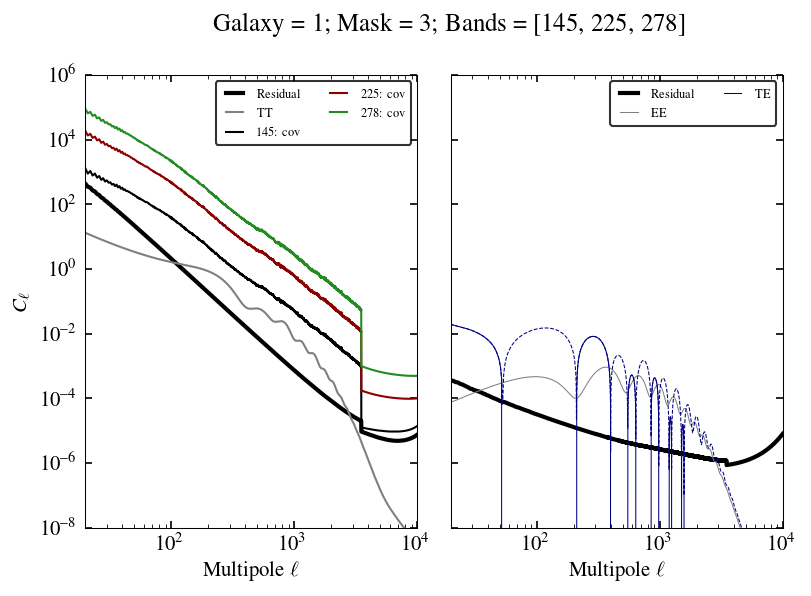 Galaxy = 1; Mask = 3; Bands = [145, 225, 278]
Residual
TT
145: cov
225: cov
278: cov
Residual
EE
TE
C_ℓ
10^6
10^4
10^2
10^0
10^−2
10^−4
10^−6
10^−8
10^2
10^3
10^4
10^2
10^3
10^4
Multipole ℓ
Multipole ℓ